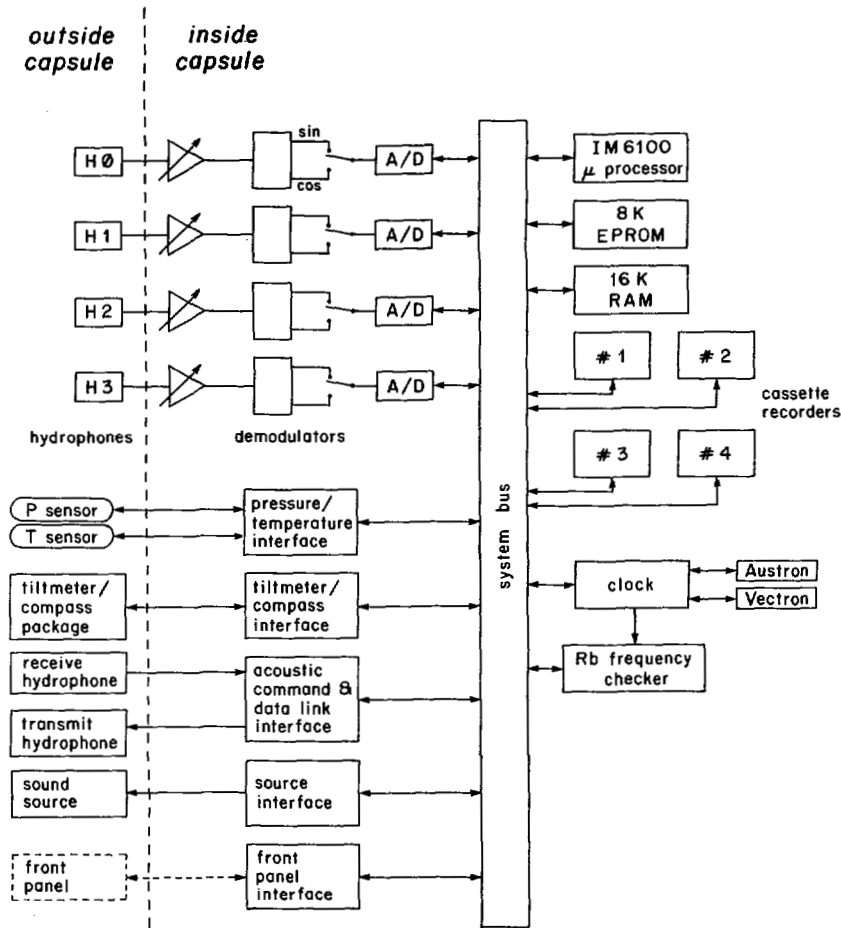 outside
capsule
inside
capsule
HØ
sin
cos
A/D
IM6100
μ processor
H1
A/D
8K
EPROM
H2
A/D
16K
RAM
H3
A/D
#1
#2
cassette
recorders
hydrophones
demodulators
#3
#4
system bus
P sensor
T sensor
pressure/
temperature
interface
clock
Austron
Vectron
tiltmeter/
compass
package
tiltmeter/
compass
interface
Rb frequency
checker
receive
hydrophone
acoustic
command &
data link
interface
transmit
hydrophone
sound
source
source
interface
front
panel
front
panel
interface